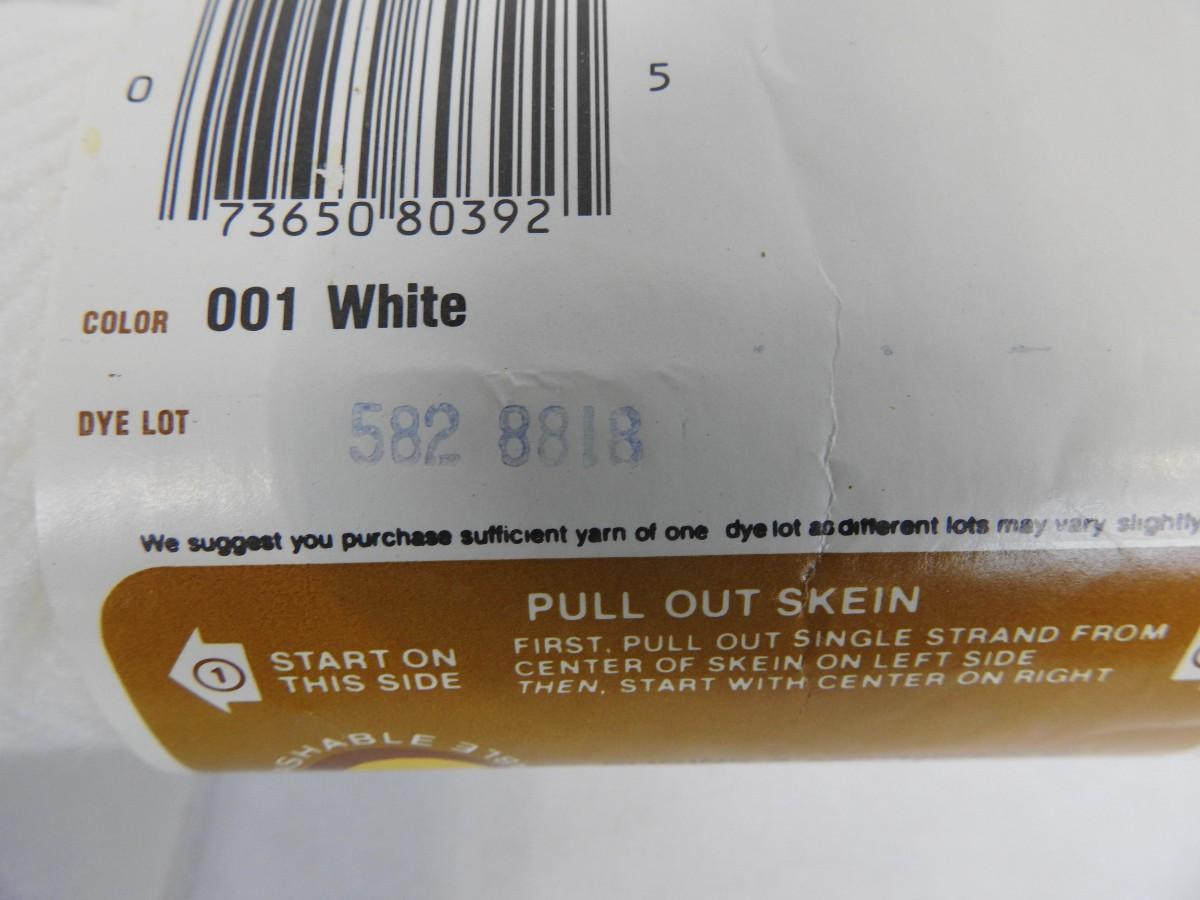 0 73650 80392 5
COLOR 001 White
DYE LOT 582 8818
We suggest you purchase sufficient yarn of one dye lot as different lots may vary slightly
PULL OUT SKEIN
1 START ON
THIS SIDE
FIRST, PULL OUT SINGLE STRAND FROM
CENTER OF SKEIN ON LEFT SIDE
THEN, START WITH CENTER ON RIGHT